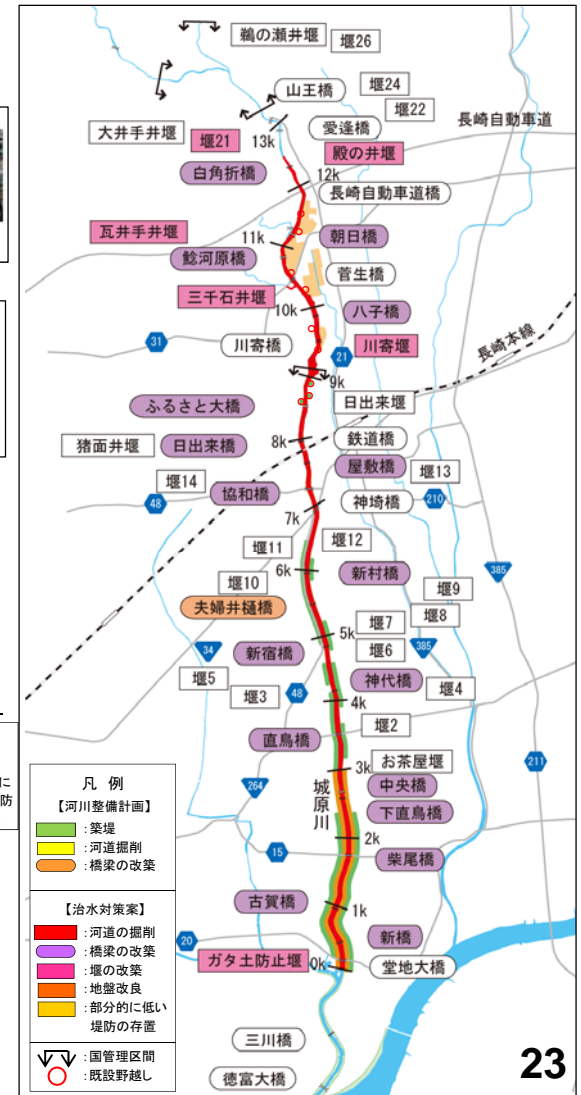 鵜の瀬井堰
堰26
山王橋
堰24
堰22
大井手井堰
堰21
13k
愛逢橋
長崎自動車道
殿の井堰
白角折橋
12k
長崎自動車道橋
瓦井手井堰
11k
朝日橋
鯰河原橋
菅生橋
三千石井堰
10k
八子橋
31
川寄橋
21
川寄堰
長崎本線
9k
ふるさと大橋
日出来堰
猪面井堰
日出来橋
8k
鉄道橋
屋敷橋
堰13
堰14
48
協和橋
7k
神埼橋
210
堰11
堰12
6k
堰10
新村橋
385
堰9
夫婦井樋橋
堰8
5k
堰7
34
新宿橋
堰6
385
堰5
堰3
48
神代橋
堰4
4k
堰2
直鳥橋
3k
お茶屋堰
211
264
城原川
中央橋
下直鳥橋
2k
15
柴尾橋
古賀橋
1k
20
新橋
ガタ土防止堰
0k
堂地大橋
三川橋
徳富大橋
に
防
凡 例
【河川整備計画】
:築堤
:河道掘削
:橋梁の改築
【治水対策案】
:河道の掘削
:橋梁の改築
:堰の改築
:地盤改良
:部分的に低い
堤防の存置
:国管理区間
:既設野越し
23